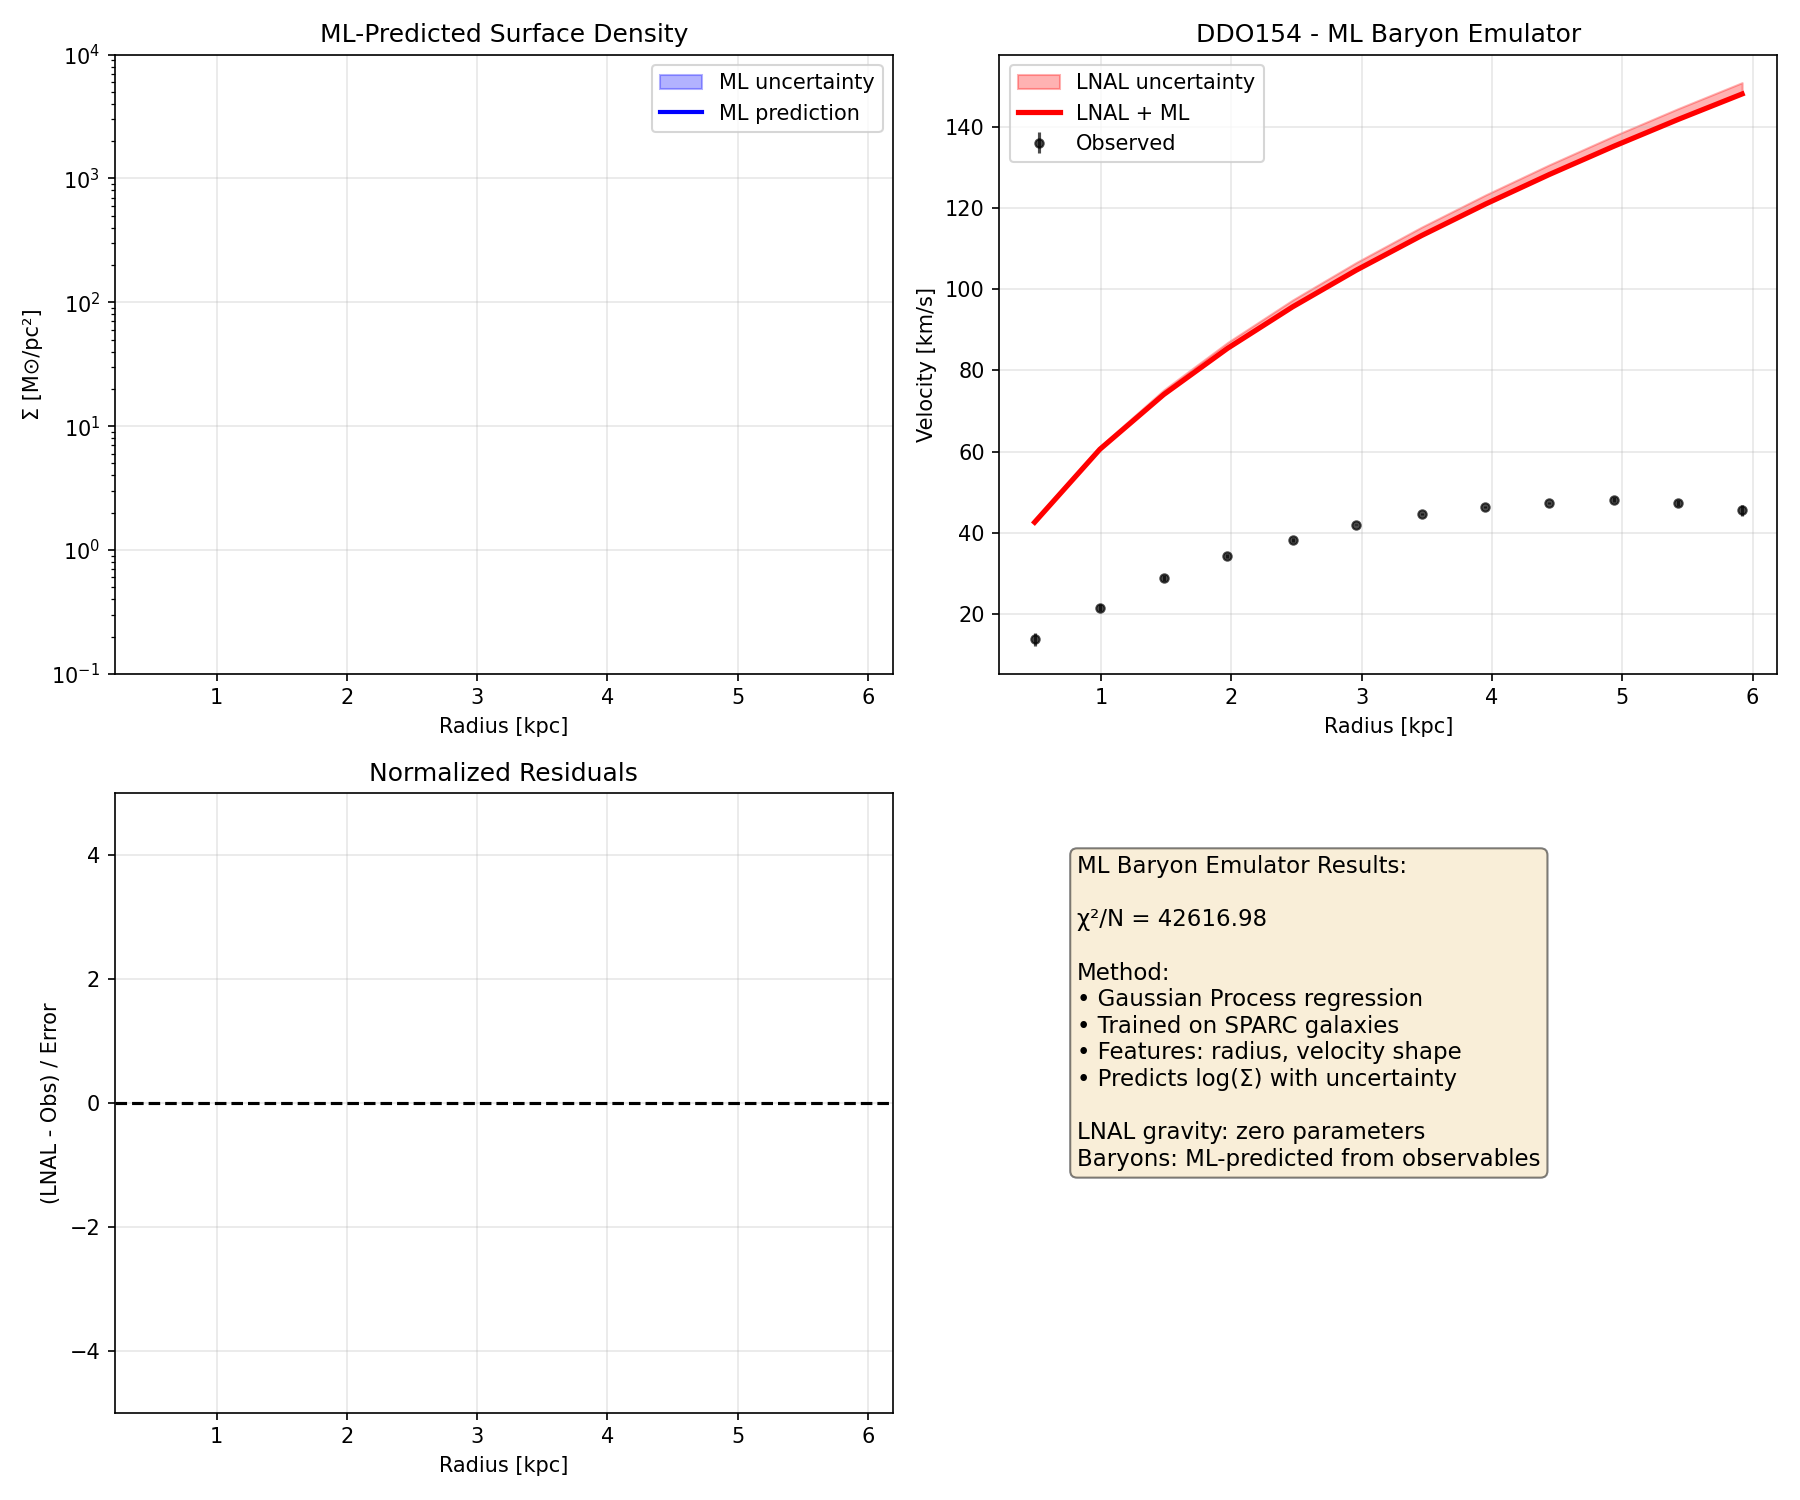 ML-Predicted Surface Density
10⁴
10³
10²
10¹
10⁰
10⁻¹
Σ [M⊙/pc²]
ML uncertainty
ML prediction
1 2 3 4 5 6
Radius [kpc]
DDO154 - ML Baryon Emulator
140
120
100
80
60
40
20
Velocity [km/s]
LNAL uncertainty
LNAL + ML
Observed
1 2 3 4 5 6
Radius [kpc]
Normalized Residuals
4
2
0
−2
−4
(LNAL - Obs) / Error
1 2 3 4 5 6
Radius [kpc]
ML Baryon Emulator Results:
χ²/N = 42616.98
Method:
• Gaussian Process regression
• Trained on SPARC galaxies
• Features: radius, velocity shape
• Predicts log(Σ) with uncertainty
LNAL gravity: zero parameters
Baryons: ML-predicted from observables